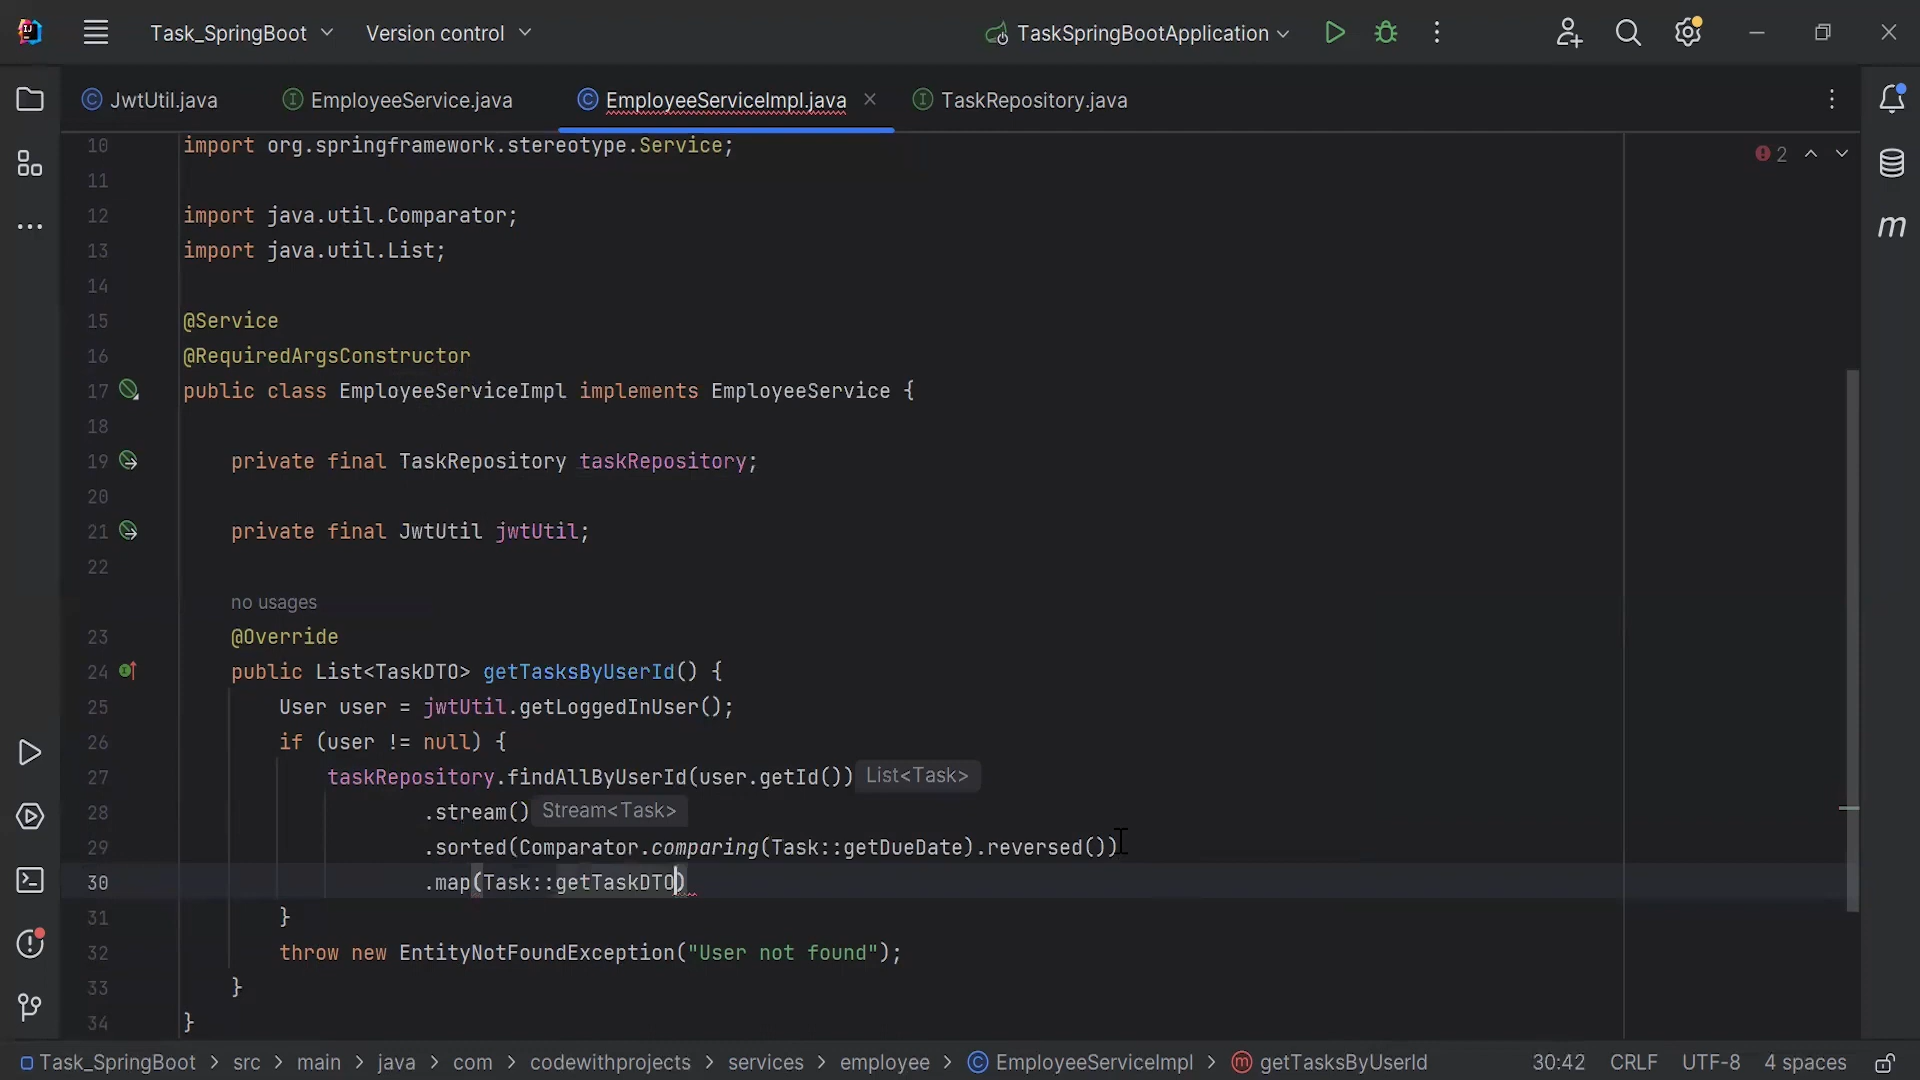 Task_SpringBoot Version control TaskSpringBootApplication
JwtUtil.java EmployeeService.java EmployeeServiceImpl.java TaskRepository.java
10 import org.springframework.stereotype.Service; 2
11
12 import java.util.Comparator;
13 import java.util.List;
14
15 @Service
16 @RequiredArgsConstructor
17 public class EmployeeServiceImpl implements EmployeeService {
18
19 private final TaskRepository taskRepository;
20
21 private final JwtUtil jwtUtil;
22
no usages
23 @Override
24 public List<TaskDTO> getTasksByUserId() {
25 User user = jwtUtil.getLoggedInUser();
26 if (user != null) {
27 taskRepository.findAllByUserId(user.getId()) List<Task>
28 .stream() Stream<Task>
29 .sorted(Comparator.comparing(Task::getDueDate).reversed())
30 .map(Task::getTaskDTO)
31 }
32 throw new EntityNotFoundException("User not found");
33 }
34 }
Task_SpringBoot > src > main > java > com > codewithprojects > services > employee > EmployeeServiceImpl > getTasksByUserId 30:42 CRLF UTF-8 4 spaces